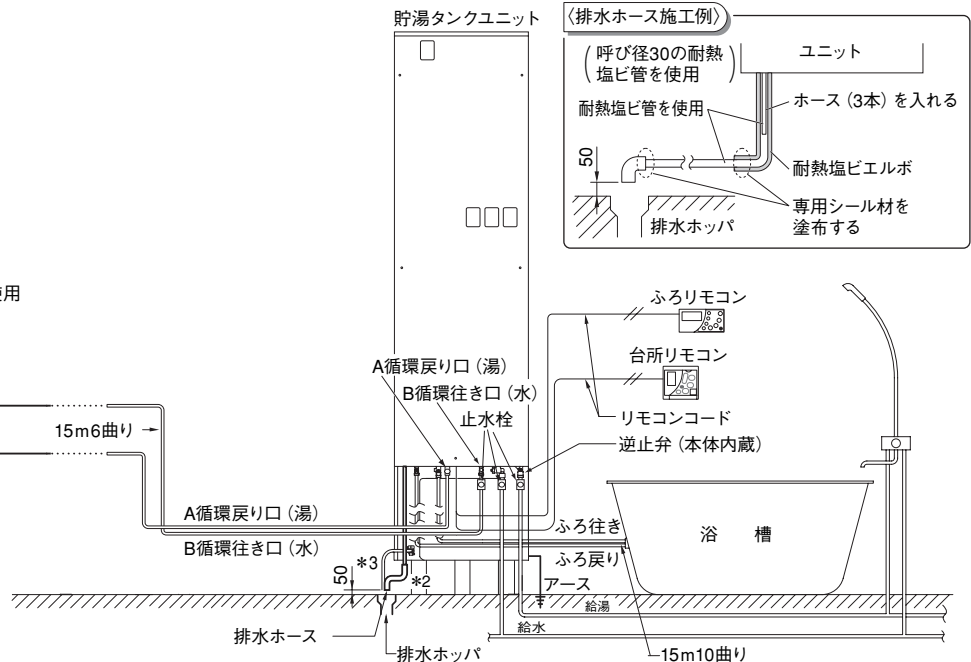 貯湯タンクユニット
〈排水ホース施工例〉
(呼び径30の耐熱
塩ビ管を使用)
ユニット
耐熱塩ビ管を使用
ホース(3本)を入れる
50
耐熱塩ビエルボ
専用シール材を
塗布する
排水ホッパ
用
ふろリモコン
台所リモコン
A循環戻り口(湯)
B循環往き口(水)
止水栓
リモコンコード
逆止弁(本体内蔵)
15m6曲り
A循環戻り口(湯)
B循環往き口(水)
ふろ往き
ふろ戻り
浴槽
*3
*2
50
アース
給湯
給水
排水ホース
排水ホッパ
15m10曲り